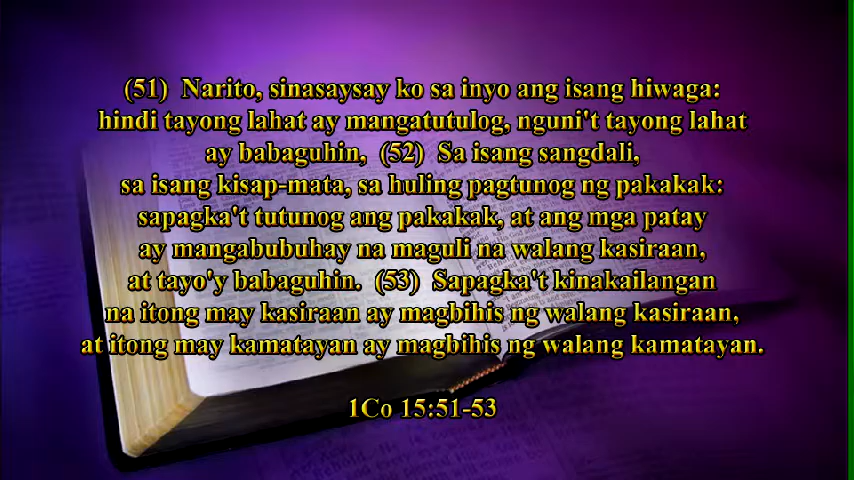 (51) Narito, sinasaysay ko sa inyo ang isang hiwaga:
hindi tayong lahat ay mangatutulog, nguni't tayong lahat
ay babaguhin, (52) Sa isang sangdali,
sa isang kisap-mata, sa huling pagtunog ng pakakak:
sapagka't tutunog ang pakakak, at ang mga patay
ay mangabubuhay na maguli na walang kasiraan,
at tayo'y babaguhin. (53) Sapagka't kinakailangan
na itong may kasiraan ay magbihis ng walang kasiraan,
at itong may kamatayan ay magbihis ng walang kamatayan.
1Co 15:51-53